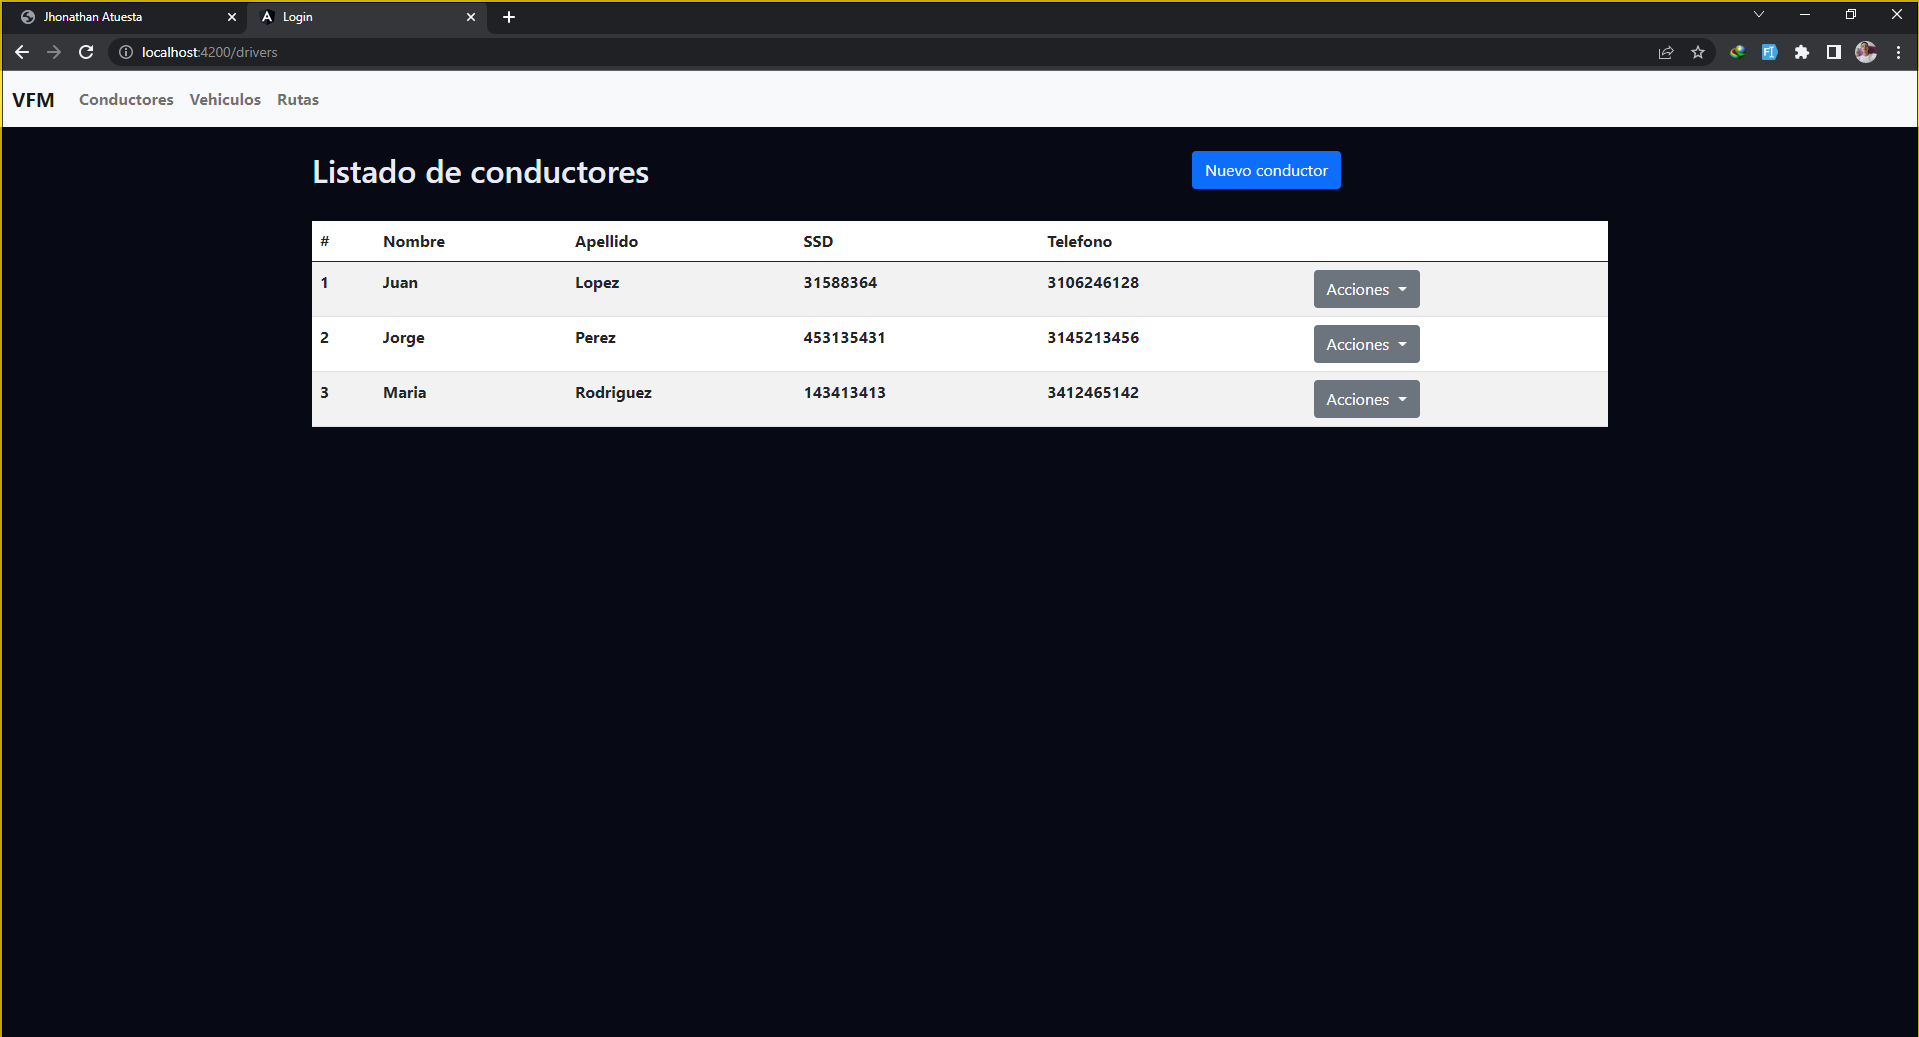 Jhonathan Atuesta Login
localhost:4200/drivers
VFM Conductores Vehiculos Rutas
Listado de conductores Nuevo conductor
# Nombre Apellido SSD Telefono
1 Juan Lopez 31588364 3106246128 Acciones
2 Jorge Perez 453135431 3145213456 Acciones
3 Maria Rodriguez 143413413 3412465142 Acciones